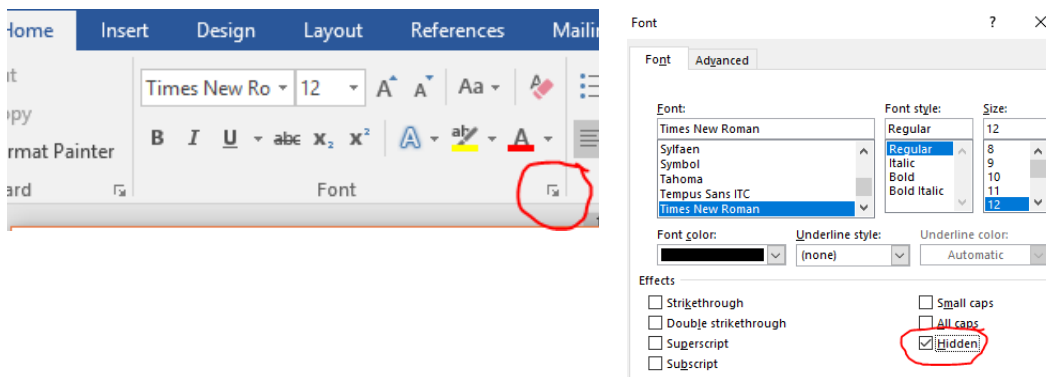 Home Insert Design Layout References
Times New Ro 12 A A Aa
B I U abc X₂ X² A ab A
Format Painter
Font
Font ? X
Font Advanced
Font: Font style: Size:
Times New Roman Regular 12
Sylfaen Regular 8
Symbol Italic 9
Tahoma Bold 10
Tempus Sans ITC Bold Italic 11
Times New Roman 12
Font color: Underline style: Underline color:
(none) Automatic
Effects
Strikethrough Small caps
Double strikethrough All caps
Superscript Hidden
Subscript